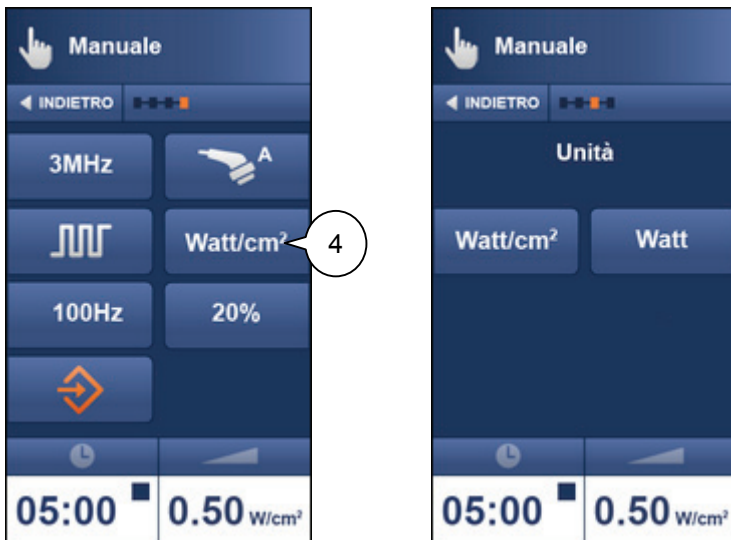 Manuale
INDIETRO
3MHz
A
Watt/cm²
4
100Hz
20%
05:00
0.50 W/cm²
Manuale
INDIETRO
Unità
Watt/cm²
Watt
05:00
0.50 W/cm²